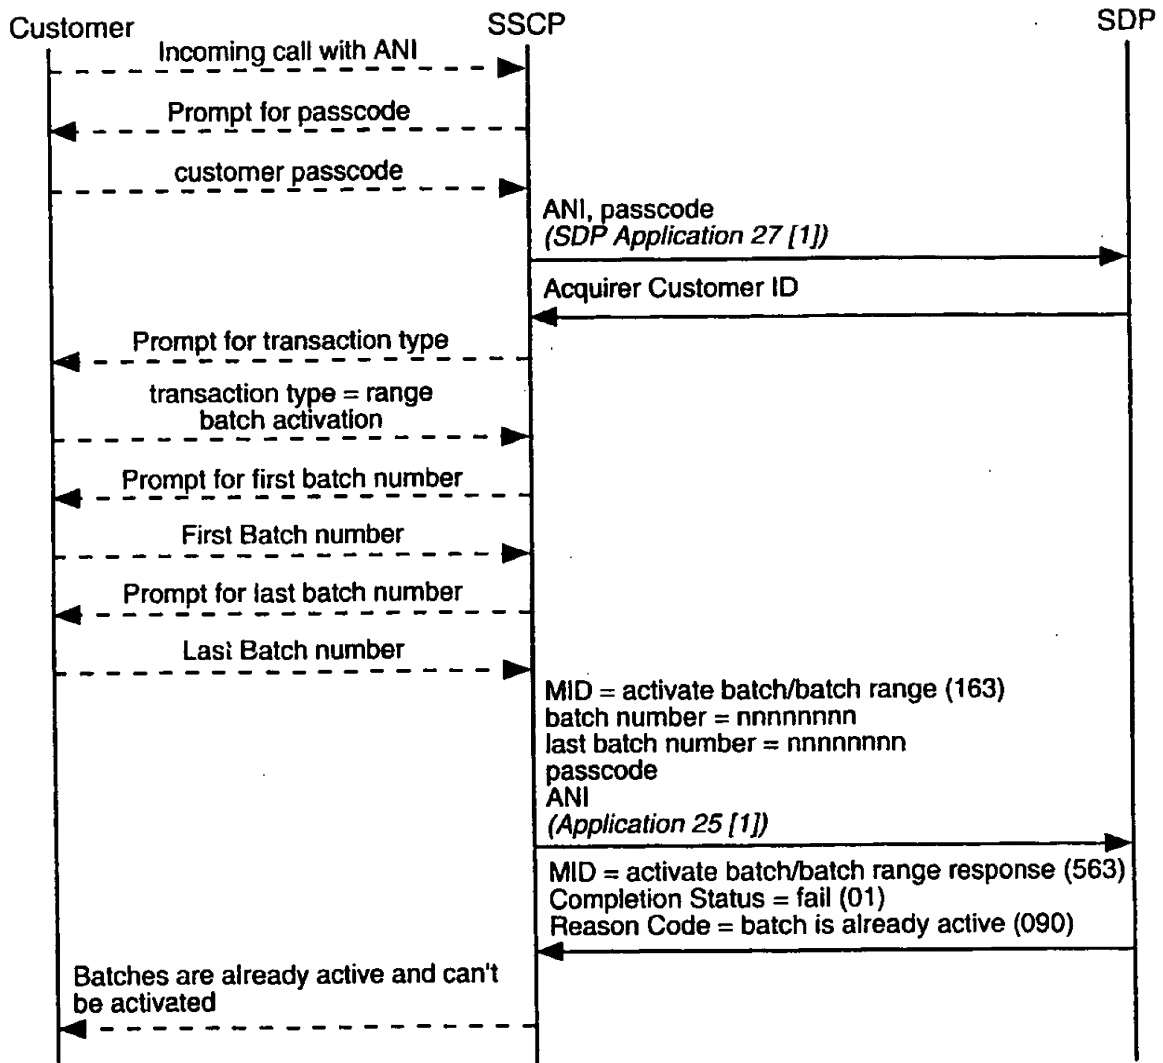 Customer
SSCP
SDP
Incoming call with ANI
Prompt for passcode
customer passcode
ANI, passcode
(SDP Application 27 [1])
Acquirer Customer ID
Prompt for transaction type
transaction type = range
batch activation
Prompt for first batch number
First Batch number
Prompt for last batch number
Last Batch number
MID = activate batch/batch range (163)
batch number = nnnnnnnnn
last batch number = nnnnnnnnn
passcode
ANI
(Application 25 [1])
MID = activate batch/batch range response (563)
Completion Status = fail (01)
Reason Code = batch is already active (090)
Batches are already active and can't
be activated